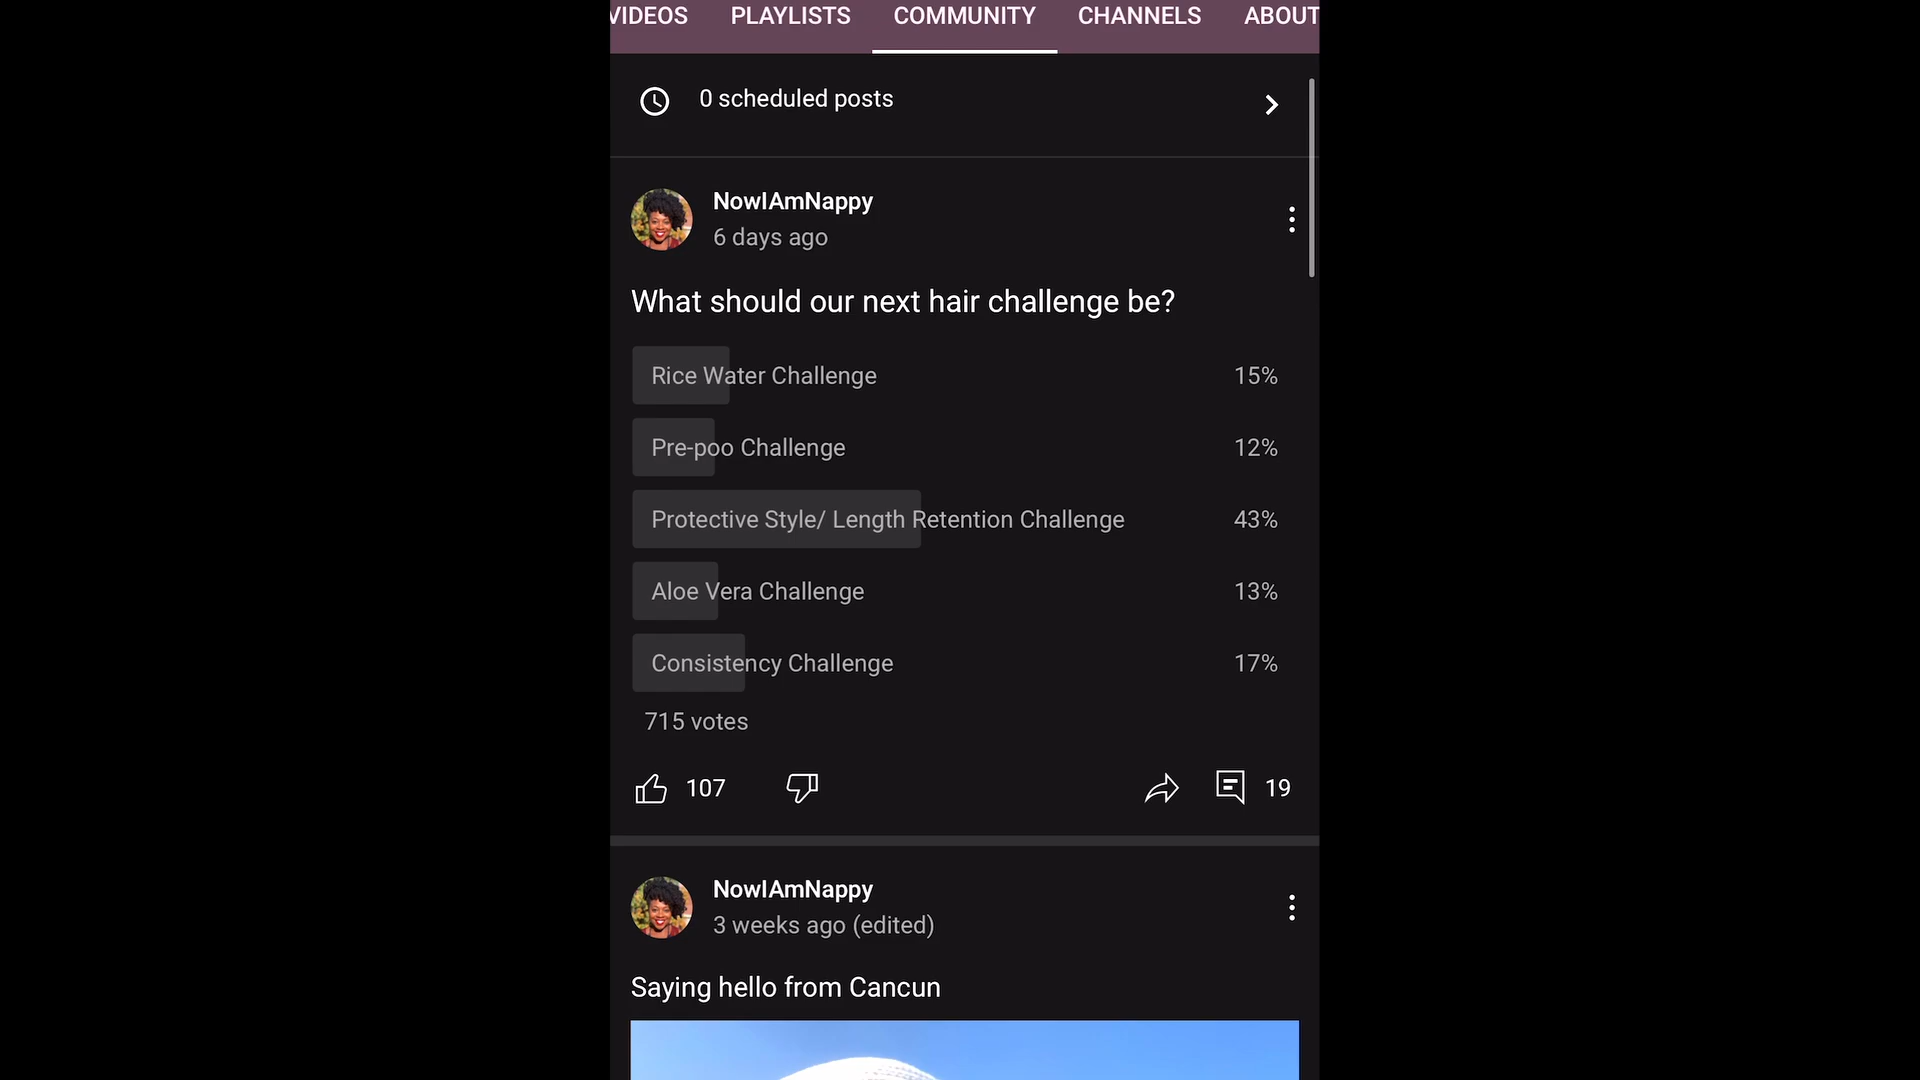 VIDEOS PLAYLISTS COMMUNITY CHANNELS ABOUT
0 scheduled posts
NowIAmNappy
6 days ago
What should our next hair challenge be?
Rice Water Challenge 15%
Pre-poo Challenge 12%
Protective Style/ Length Retention Challenge 43%
Aloe Vera Challenge 13%
Consistency Challenge 17%
715 votes
107 19
NowIAmNappy
3 weeks ago (edited)
Saying hello from Cancun